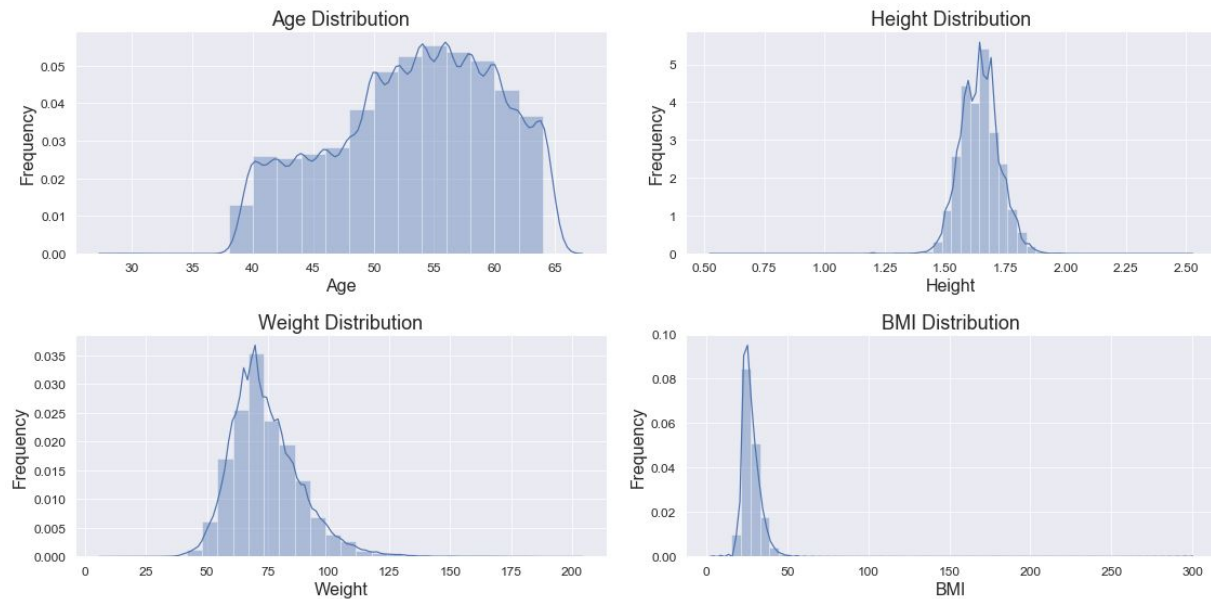 Age Distribution
0.05
0.04
0.03
0.02
0.01
0.00
Frequency
30 35 40 45 50 55 60 65
Age
Height Distribution
5
4
3
2
1
0
Frequency
0.50 0.75 1.00 1.25 1.50 1.75 2.00 2.25 2.50
Height
Weight Distribution
0.035
0.030
0.025
0.020
0.015
0.010
0.005
0.000
Frequency
0 25 50 75 100 125 150 175 200
Weight
BMI Distribution
0.10
0.08
0.06
0.04
0.02
0.00
Frequency
0 50 100 150 200 250 300
BMI